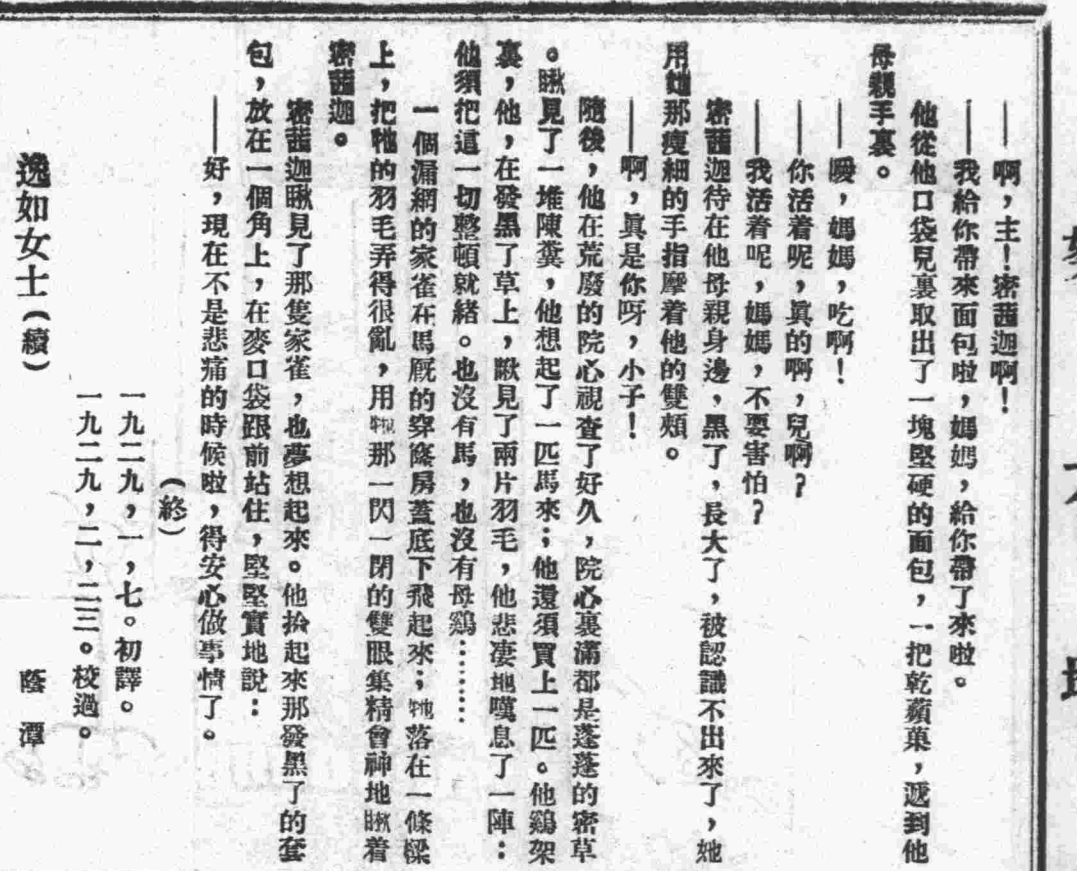 ——啊，主！密茜迦啊！
——我給你帶來面包啦，媽媽，給你帶了來啦。
他從他口袋兒裏取出了一塊堅硬的面包，一把乾蘋菓，遞到他
母親手裏。
——噯，媽媽，吃啊！
——你活着呢，眞的啊，兒啊？
——我活着呢，媽媽，不要害怕？
密茜迦待在他母親身邊，黑了，長大了，被認識不出來了，她
用她那瘦細的手指摩着他的雙頰。
——啊，眞是你呀，小子！
隨後，他在荒廢的院心視查了好久，院心裏滿都是蓬蓬的密草
。瞅見了一堆陳糞，他想起了一匹馬來；他還須買上一匹。他鷄架
裏，他，在發黑了草上，瞅見了兩片羽毛，他悲凄地嘆息了一陣：
他須把這一切整頓就緒。也沒有馬，也沒有母鷄………
一個漏網的家雀在馬厩的穿窿房蓋底下飛起來；牠落在一條樑
上，把牠的羽毛弄得很亂，用牠那一閃一閉的雙眼集精會神地瞅着
密茜迦。
密茜迦瞅見了那隻家雀，也夢想起來。他拾起來那發黑了的套
包，放在一個角上，在麥口袋跟前站住，堅堅實地說：
——好，現在不是悲痛的時候啦，得安心做事情了。
（終）
一九二九，一，七。初譯。
一九二九，二，二三。校過。
逸如女士（續） 蔭潭